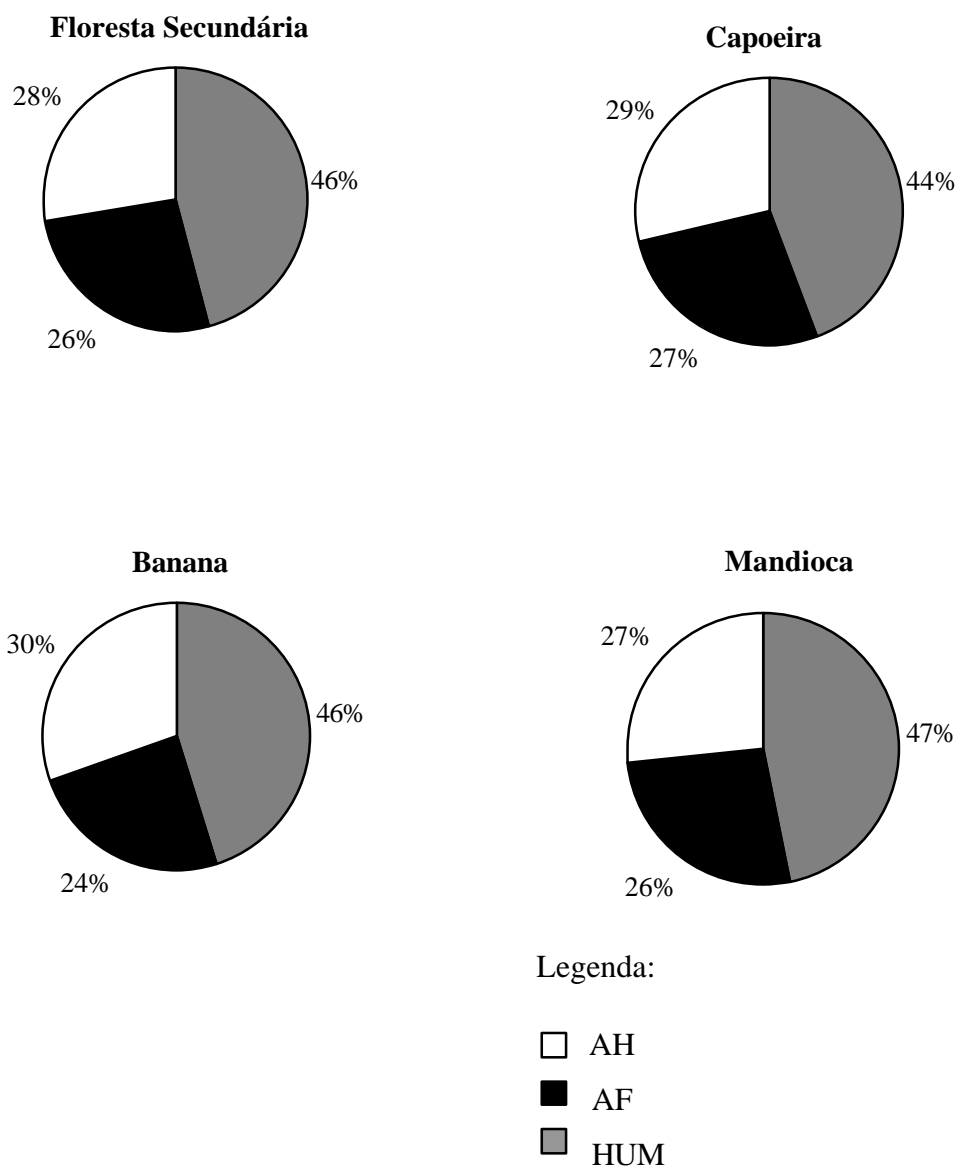 Floresta Secundária
28%
46%
26%
Capoeira
29%
44%
27%
Banana
30%
46%
24%
Mandioca
27%
47%
26%
Legenda:
AH
AF
HUM